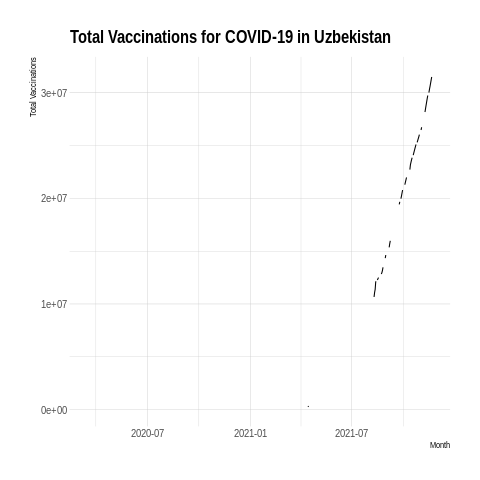 Total Vaccinations for COVID-19 in Uzbekistan
Total Vaccinations
3e+07
2e+07
1e+07
0e+00
2020-07 2021-01 2021-07
Month